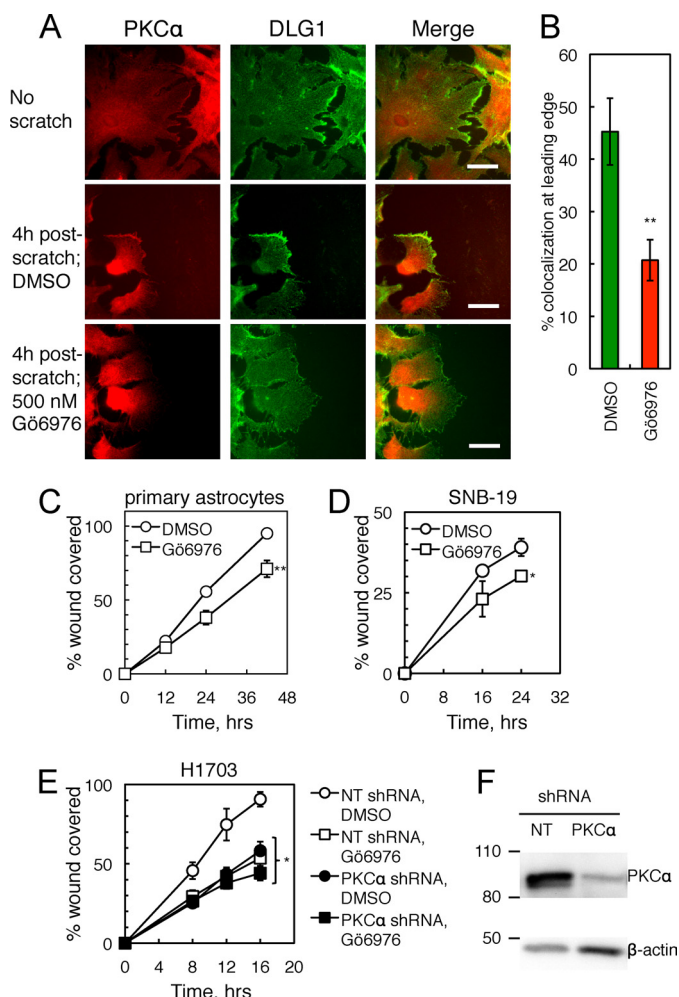 A
PKCα
DLG1
Merge
No
scratch
4h post-
scratch;
DMSO
4h post-
scratch;
500 nM
Gö6976
B
% colocalization at leading edge
60
50
40
30
20
10
0
**
DMSO
Gö6976
C
primary astrocytes
% wound covered
100
50
0
DMSO
Gö6976
**
0 12 24 36 48
Time, hrs
D
SNB-19
% wound covered
50
25
0
DMSO
Gö6976
*
0 16 24 32
Time, hrs
E
H1703
% wound covered
100
50
0
*
0 4 8 12 16 20
Time, hrs
NT shRNA,
DMSO
NT shRNA,
Gö6976
PKCα shRNA,
DMSO
PKCα shRNA,
Gö6976
F
shRNA
NT PKCα
110
80
50
PKCα
β-actin